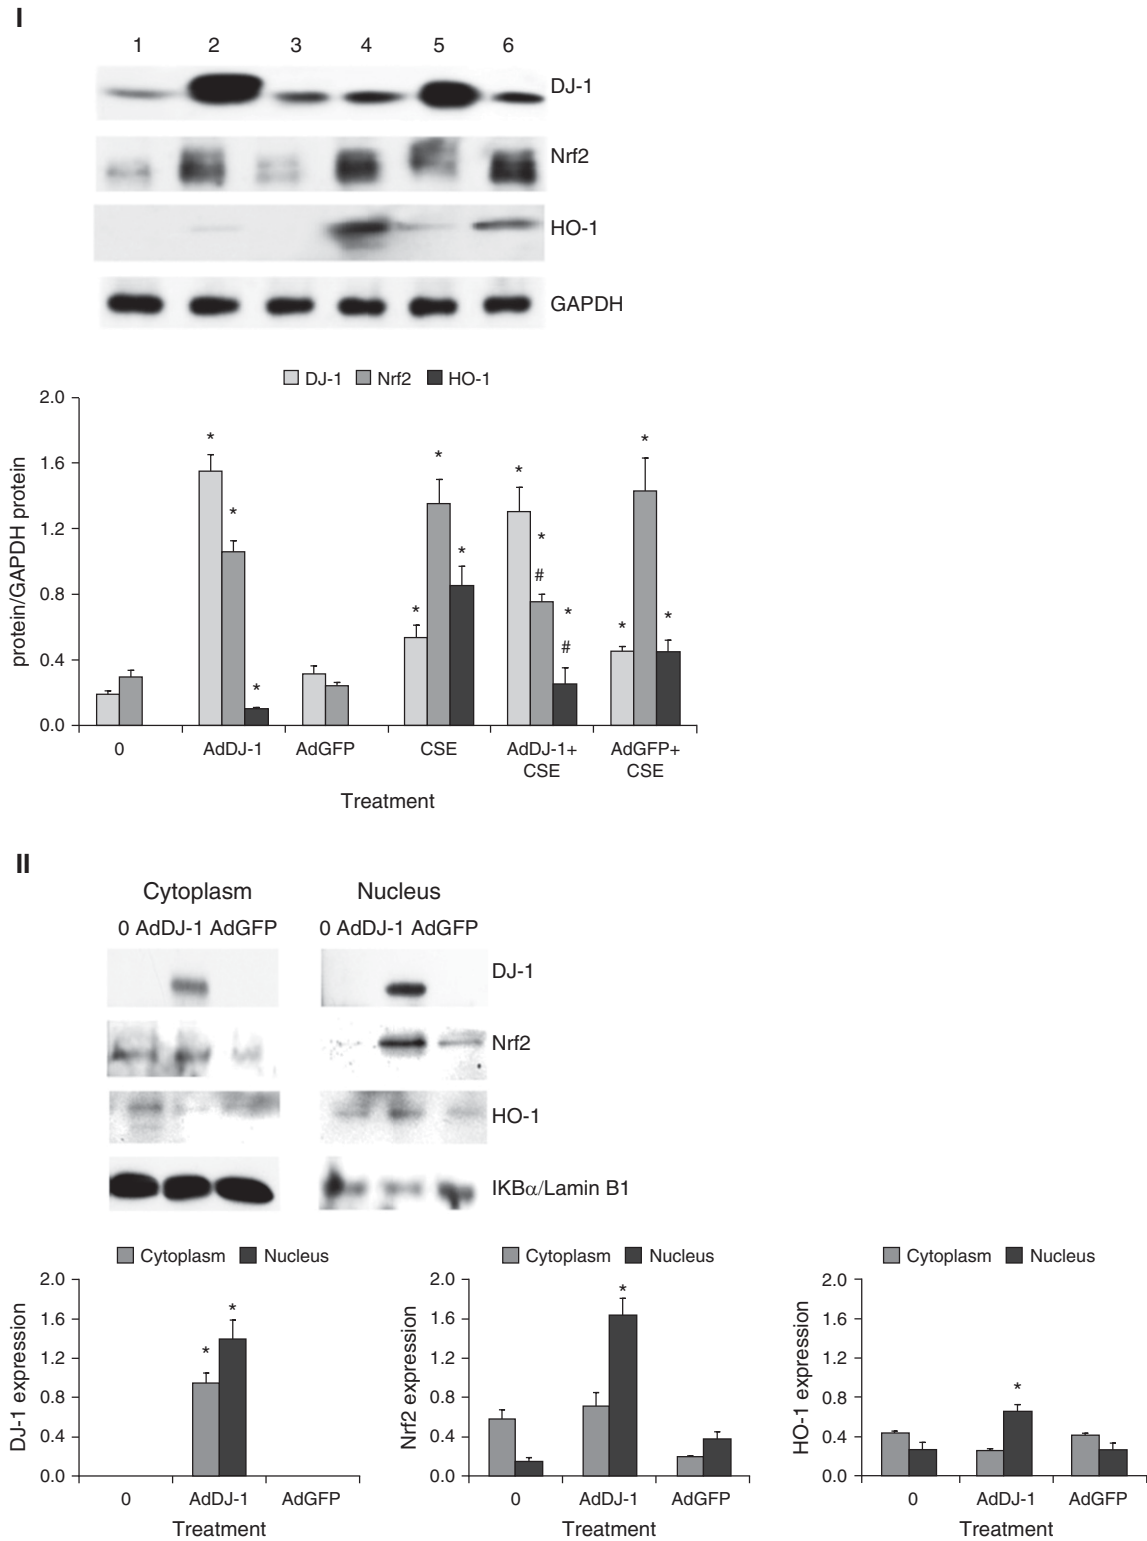 I
1 2 3 4 5 6
DJ-1
Nrf2
HO-1
GAPDH
DJ-1 Nrf2 HO-1
protein/GAPDH protein
2.0
1.6
1.2
0.8
0.4
0.0
* * * * * * * * # * # * * *
0 AdDJ-1 AdGFP CSE AdDJ-1+ AdGFP+
CSE CSE
Treatment
II
Cytoplasm Nucleus
0 AdDJ-1 AdGFP 0 AdDJ-1 AdGFP
DJ-1
Nrf2
HO-1
IKBα/Lamin B1
Cytoplasm Nucleus
DJ-1 expression
2.0
1.6
1.2
0.8
0.4
0.0
* *
0 AdDJ-1 AdGFP
Treatment
Cytoplasm Nucleus
Nrf2 expression
2.0
1.6
1.2
0.8
0.4
0.0
*
0 AdDJ-1 AdGFP
Treatment
Cytoplasm Nucleus
HO-1 expression
2.0
1.6
1.2
0.8
0.4
0.0
*
0 AdDJ-1 AdGFP
Treatment